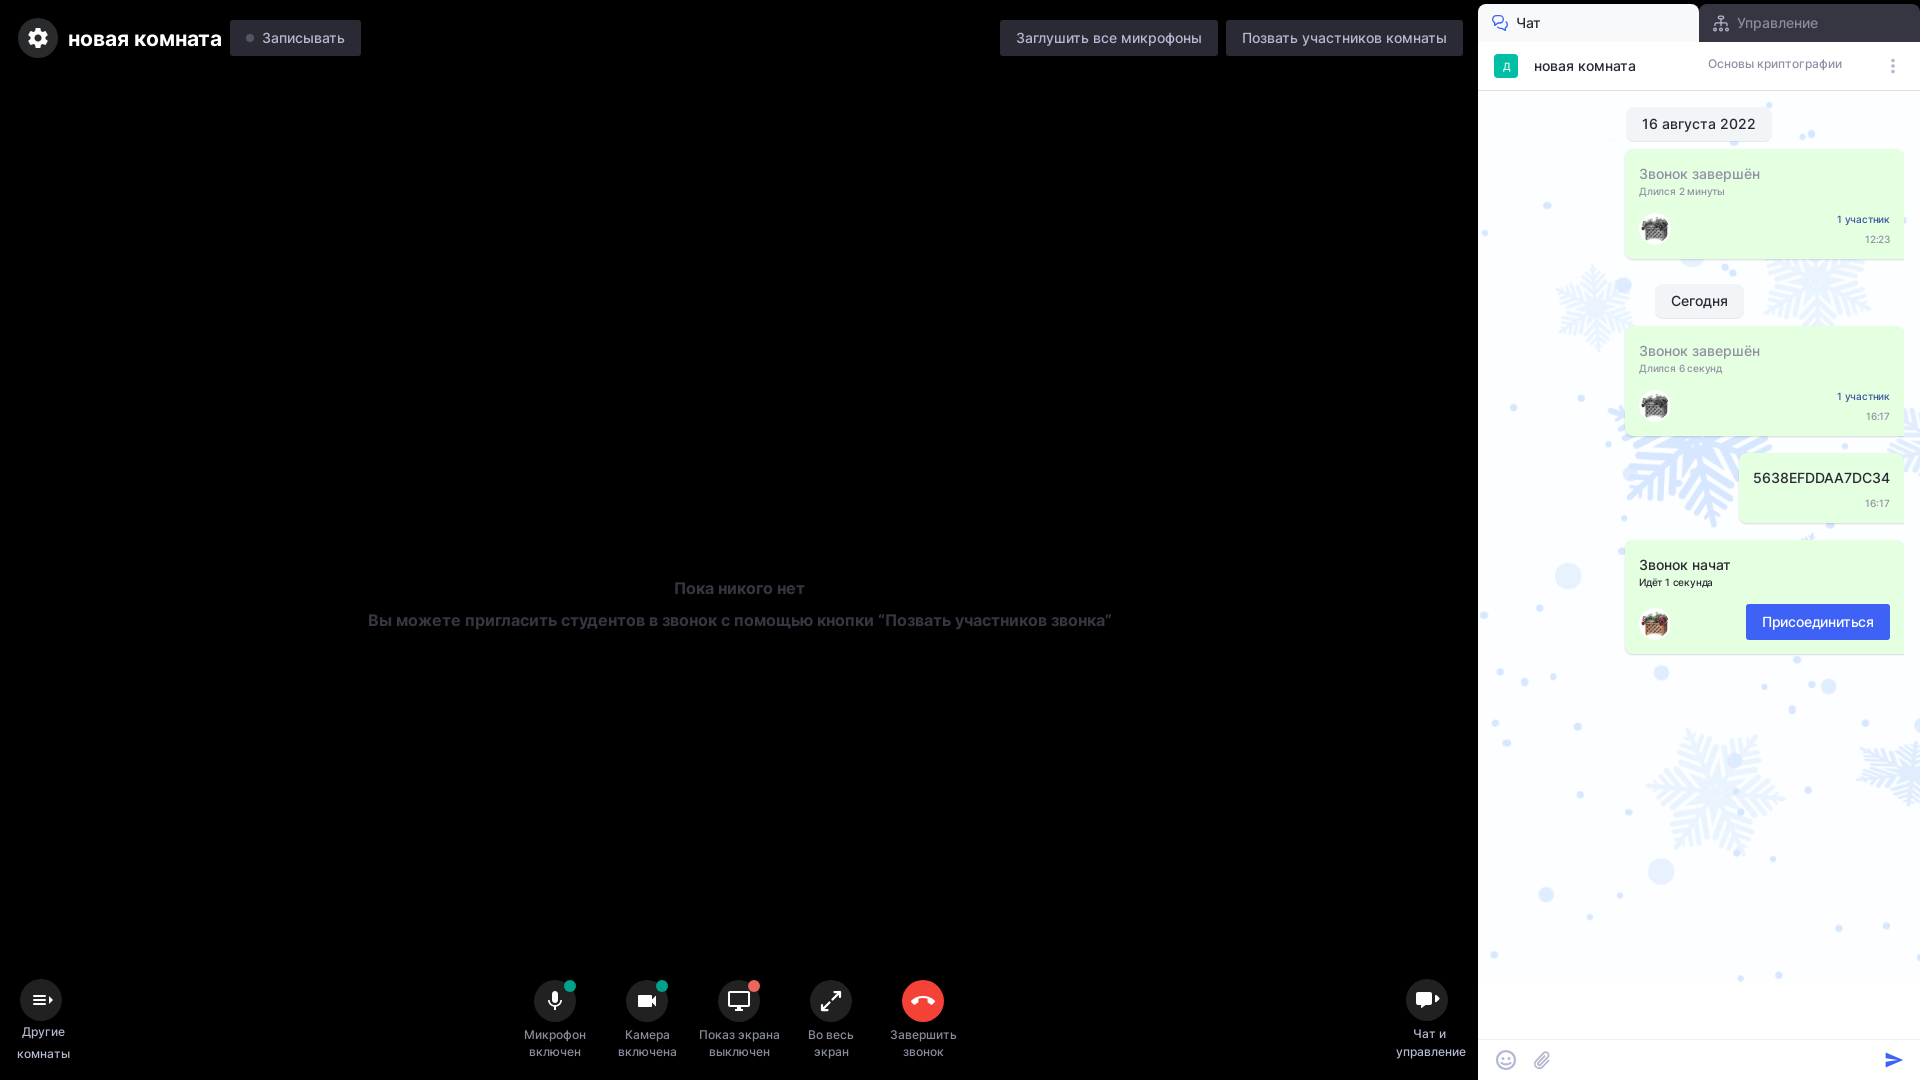 новая комната
Записывать
Заглушить все микрофоны
Позвать участников комнаты
Чат
Управление
Д
новая комната
Основы криптографии
16 августа 2022
Звонок завершён
Длился 2 минуты
1 участник
12:23
Сегодня
Звонок завершён
Длился 6 секунд
1 участник
16:17
5638EFDDAA7DC34
16:17
Звонок начат
Идёт 1 секунда
Присоединиться
Пока никого нет
Вы можете пригласить студентов в звонок с помощью кнопки “Позвать участников звонка”
Другие
комнаты
Микрофон
включен
Камера
включена
Показ экрана
выключен
Во весь
экран
Завершить
звонок
Чат и
управление